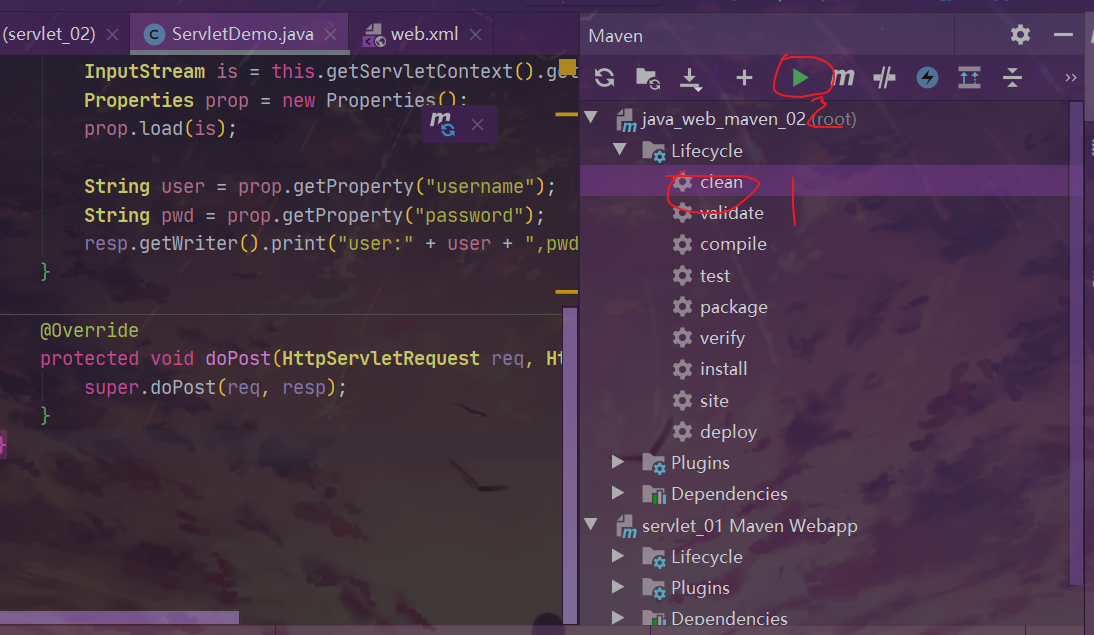 (servlet_02)
ServletDemo.java
web.xml
InputStream is = this.getServletContext().get
Properties prop = new Properties();
prop.load(is);
String user = prop.getProperty("username");
String pwd = prop.getProperty("password");
resp.getWriter().print("user:" + user + ",pwd
}
@Override
protected void doPost(HttpServletRequest req, Ht
super.doPost(req, resp);
}
}
Maven
m
»
java_web_maven_02 (root)
Lifecycle
clean
validate
compile
test
package
verify
install
site
deploy
Plugins
Dependencies
servlet_01 Maven Webapp
Lifecycle
Plugins
Dependencies
1
2